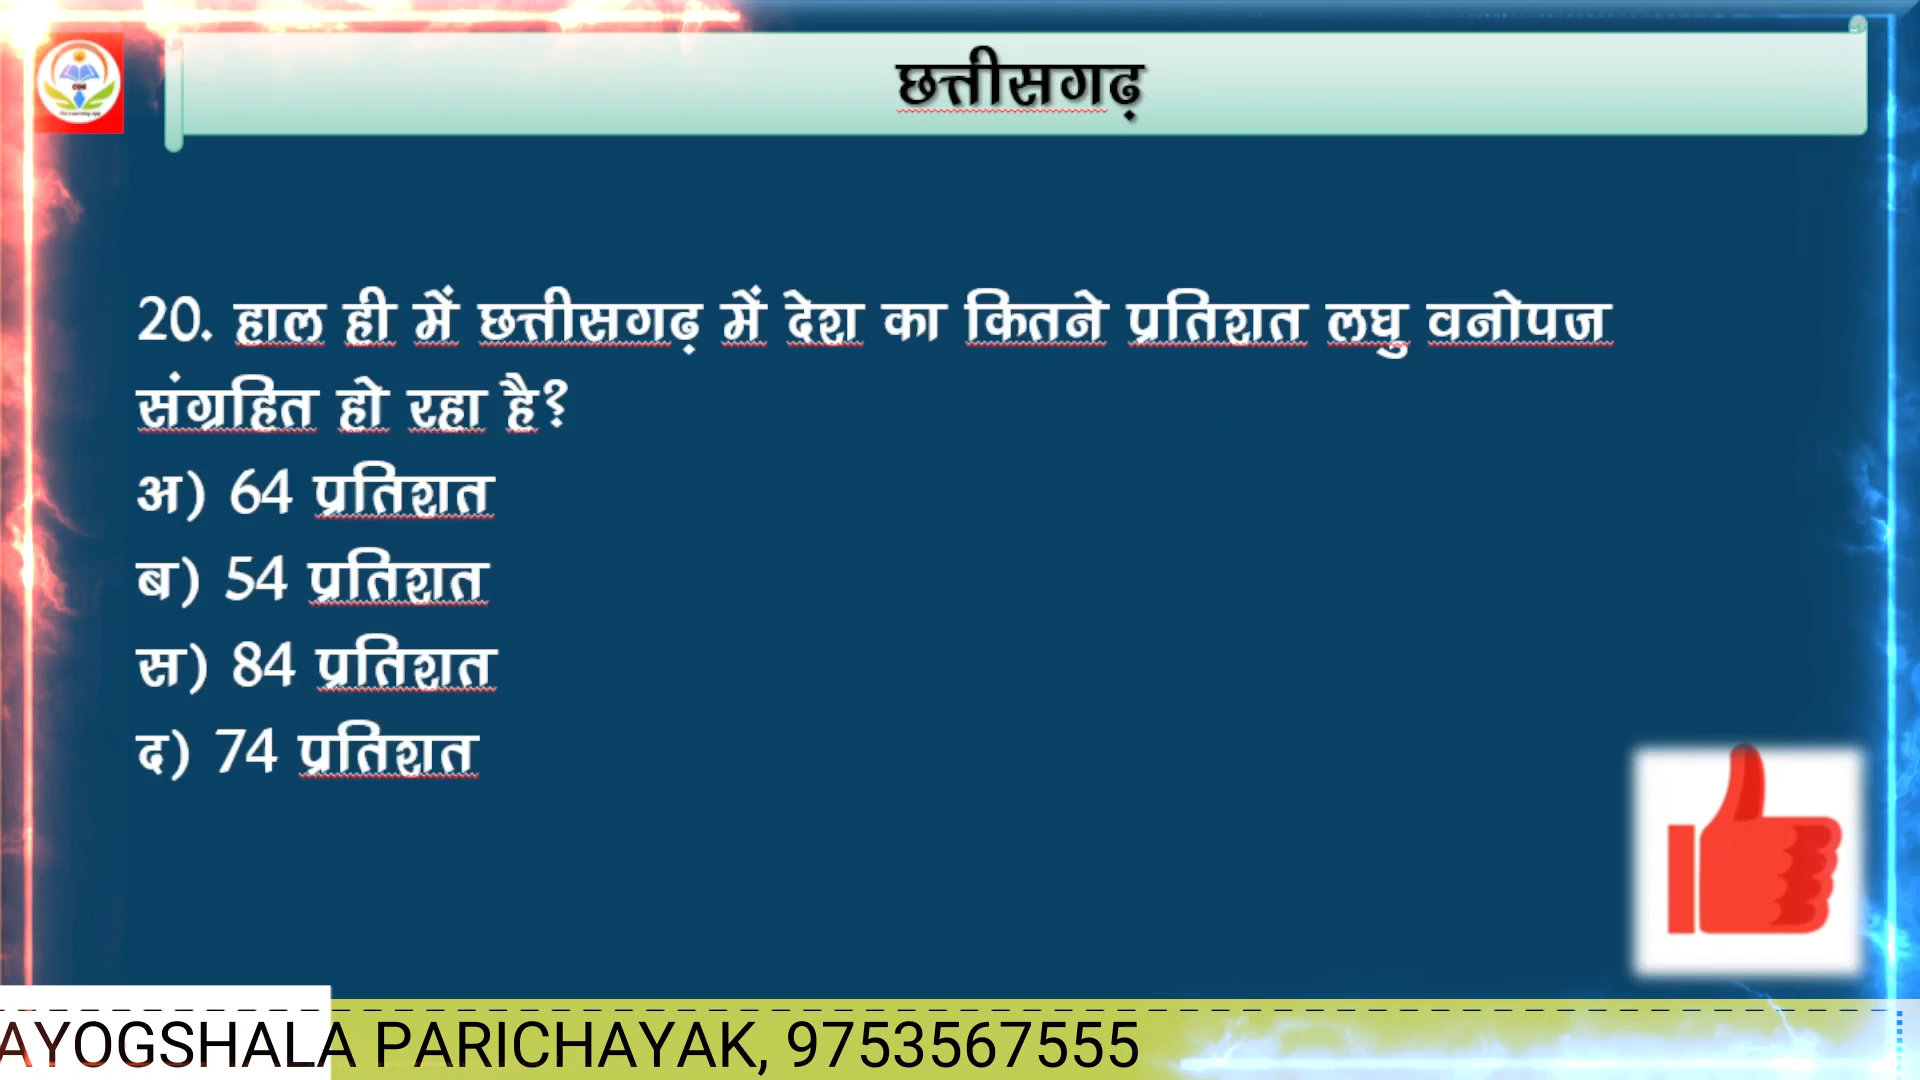 छत्तीसगढ़
20. हाल ही में छत्तीसगढ़ में देश का कितने प्रतिशत लघु वनोपज
संग्रहित हो रहा है?
अ) 64 प्रतिशत
ब) 54 प्रतिशत
स) 84 प्रतिशत
द) 74 प्रतिशत
AYOGSHALA PARICHAYAK, 9753567555